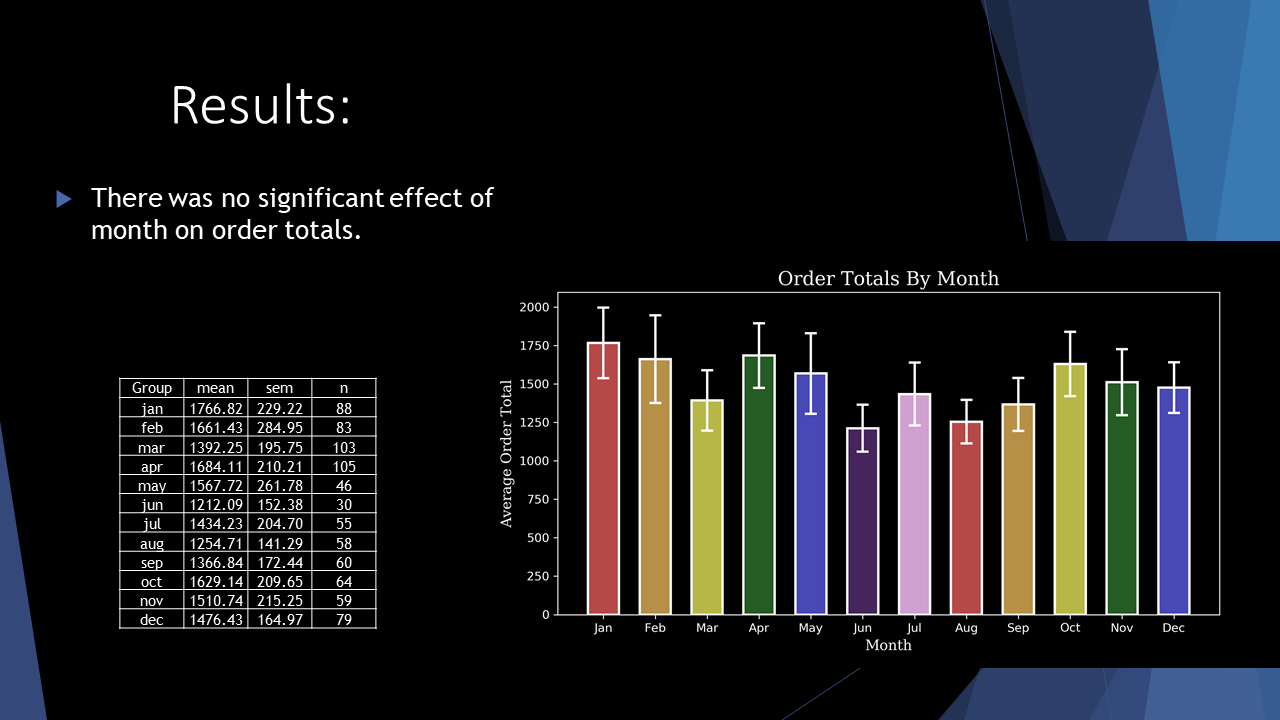 Results:
There was no significant effect of
month on order totals.
Group mean sem n
jan 1766.82 229.22 88
feb 1661.43 284.95 83
mar 1392.25 195.75 103
apr 1684.11 210.21 105
may 1567.72 261.78 46
jun 1212.09 152.38 30
jul 1434.23 204.70 55
aug 1254.71 141.29 58
sep 1366.84 172.44 60
oct 1629.14 209.65 64
nov 1510.74 215.25 59
dec 1476.43 164.97 79
Order Totals By Month
Average Order Total
2000
1750
1500
1250
1000
750
500
250
0
Jan Feb Mar Apr May Jun Jul Aug Sep Oct Nov Dec
Month